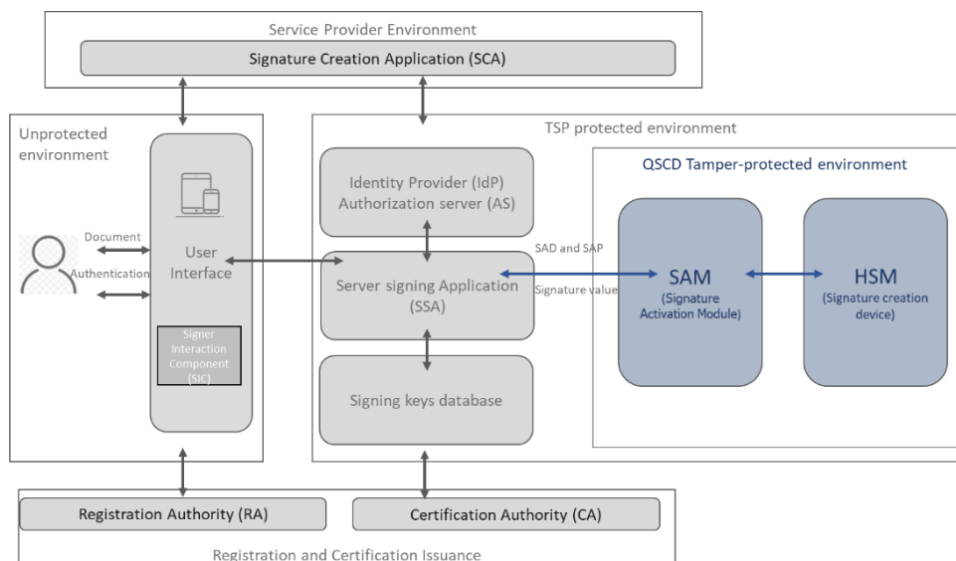 Service Provider Environment
Signature Creation Application (SCA)
Unprotected
environment
Document
Authentication
User
Interface
Signer
Interaction
Component
(SIC)
TSP protected environment
Identity Provider (IdP)
Authorization server (AS)
Server signing Application
(SSA)
Signing keys database
SAD and SAP
Signature value
QSCD Tamper-protected environment
SAM
(Signature
Activation Module)
HSM
(Signature creation
device)
Registration Authority (RA)
Certification Authority (CA)
Registration and Certification Issuance